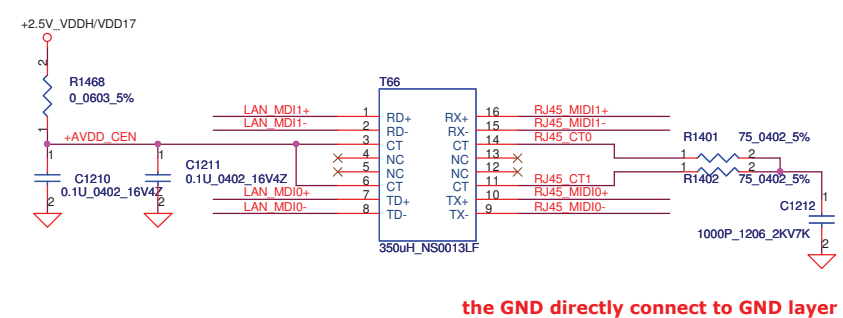 +2.5V_VDDH/VDD17
2
R1468
0_0603_5%
1
+AVDD_CEN
1
C1210
0.1U_0402_16V4Z
2
1
C1211
0.1U_0402_16V4Z
2
T66
LAN_MDI1+ 1 RD+ RX+ 16 RJ45_MIDI1+
LAN_MDI1- 2 RD- RX- 15 RJ45_MIDI1-
3 CT CT 14 RJ45_CT0
4 NC NC 13
5 NC NC 12
6 CT CT 11 RJ45_CT1
LAN_MDI0+ 7 TD+ TX+ 10 RJ45_MIDI0+
LAN_MDI0- 8 TD- TX- 9 RJ45_MIDI0-
350uH_NS0013LF
R1401 75_0402_5%
1 2
1 2
R1402 75_0402_5%
1
C1212
1000P_1206_2KV7K
2
the GND directly connect to GND layer